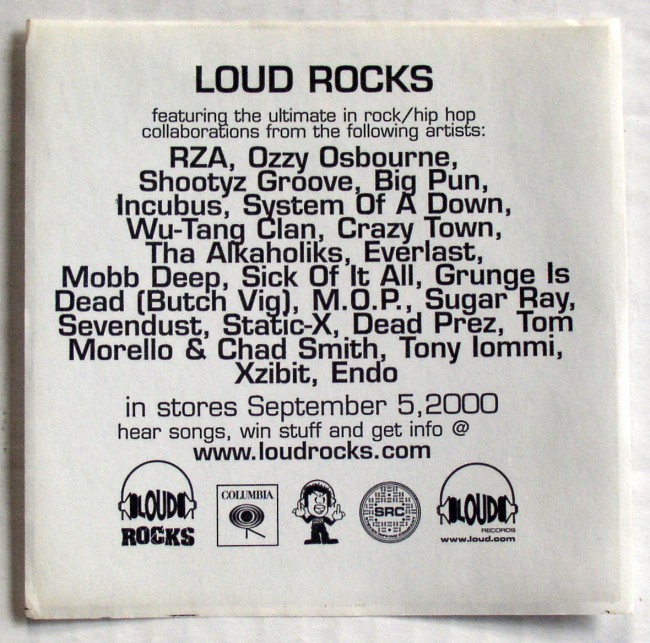 LOUD ROCKS
featuring the ultimate in rock/hip hop
collaborations from the following artists:
RZA, Ozzy Osbourne,
Shootyz Groove, Big Pun,
Incubus, System Of A Down,
Wu-Tang Clan, Crazy Town,
Tha Alkaholiks, Everlast,
Mobb Deep, Sick Of It All, Grunge Is
Dead (Butch Vig), M.O.P., Sugar Ray,
Sevendust, Static-X, Dead Prez, Tom
Morello & Chad Smith, Tony Iommi,
Xzibit, Endo
in stores September 5,2000
hear songs, win stuff and get info @
www.loudrocks.com
LOUD
ROCKS
COLUMBIA
SRC
LOUD
RECORDS
www.loud.com